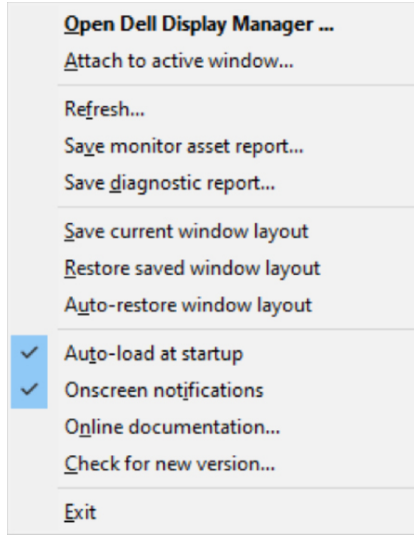 Open Dell Display Manager ...
Attach to active window...
Refresh...
Save monitor asset report...
Save diagnostic report...
Save current window layout
Restore saved window layout
Auto-restore window layout
Auto-load at startup
Onscreen notifications
Online documentation...
Check for new version...
Exit